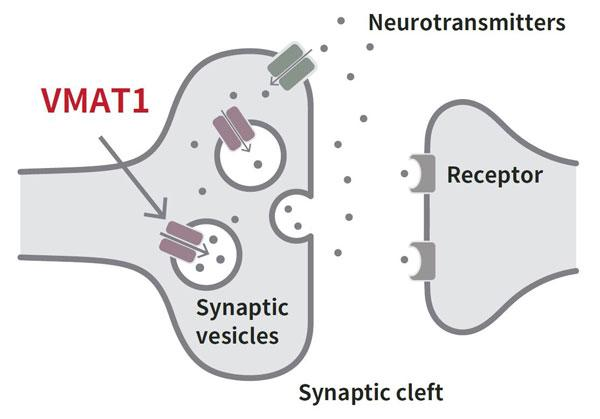 Neurotransmitters
VMAT1
Receptor
Synaptic
vesicles
Synaptic cleft